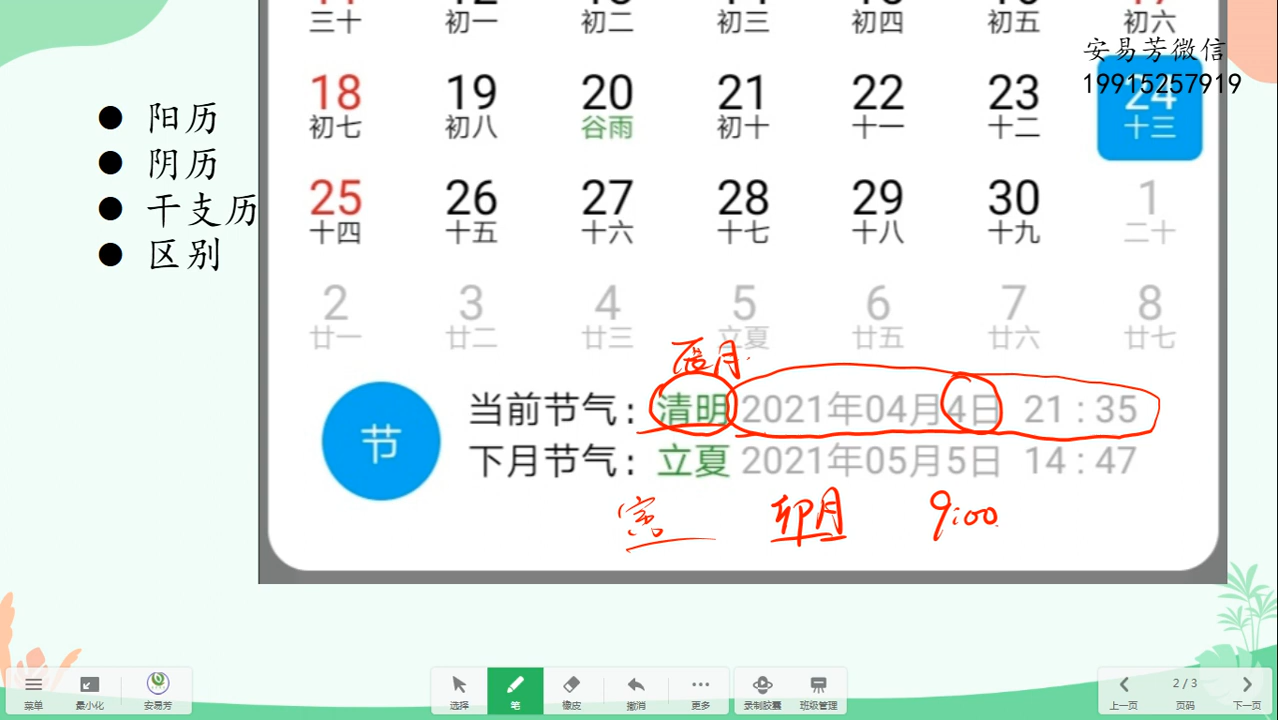 三十 初一 初二 初三 初四 初五 初六
安易芳微信
19915257919
18 19 20 21 22 23 24
初七 初八 谷雨 初十 十一 十二 十三
25 26 27 28 29 30 1
十四 十五 十六 十七 十八 十九 二十
2 3 4 5 6 7 8
廿一 廿二 廿三 立夏 廿五 廿六 廿七
阳历
阴历
干支历
区别
节
当前节气：清明 2021年04月4日 21：35
下月节气：立夏 2021年05月5日 14：47
卯月 9:00
菜单 最小化 安易芳 选择 笔 橡皮 撤消 更多 录制胶囊 班级管理 上一页 2 / 3 页码 下一页